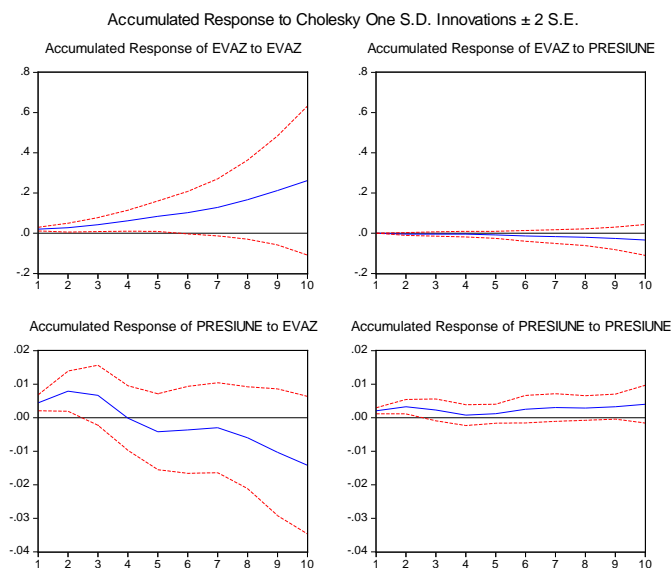 Accumulated Response to Cholesky One S.D. Innovations ± 2 S.E.
Accumulated Response of EVAZ to EVAZ
.8
.6
.4
.2
.0
-.2
1 2 3 4 5 6 7 8 9 10
Accumulated Response of EVAZ to PRESIUNE
.8
.6
.4
.2
.0
-.2
1 2 3 4 5 6 7 8 9 10
Accumulated Response of PRESIUNE to EVAZ
.02
.01
.00
-.01
-.02
-.03
-.04
1 2 3 4 5 6 7 8 9 10
Accumulated Response of PRESIUNE to PRESIUNE
.02
.01
.00
-.01
-.02
-.03
-.04
1 2 3 4 5 6 7 8 9 10